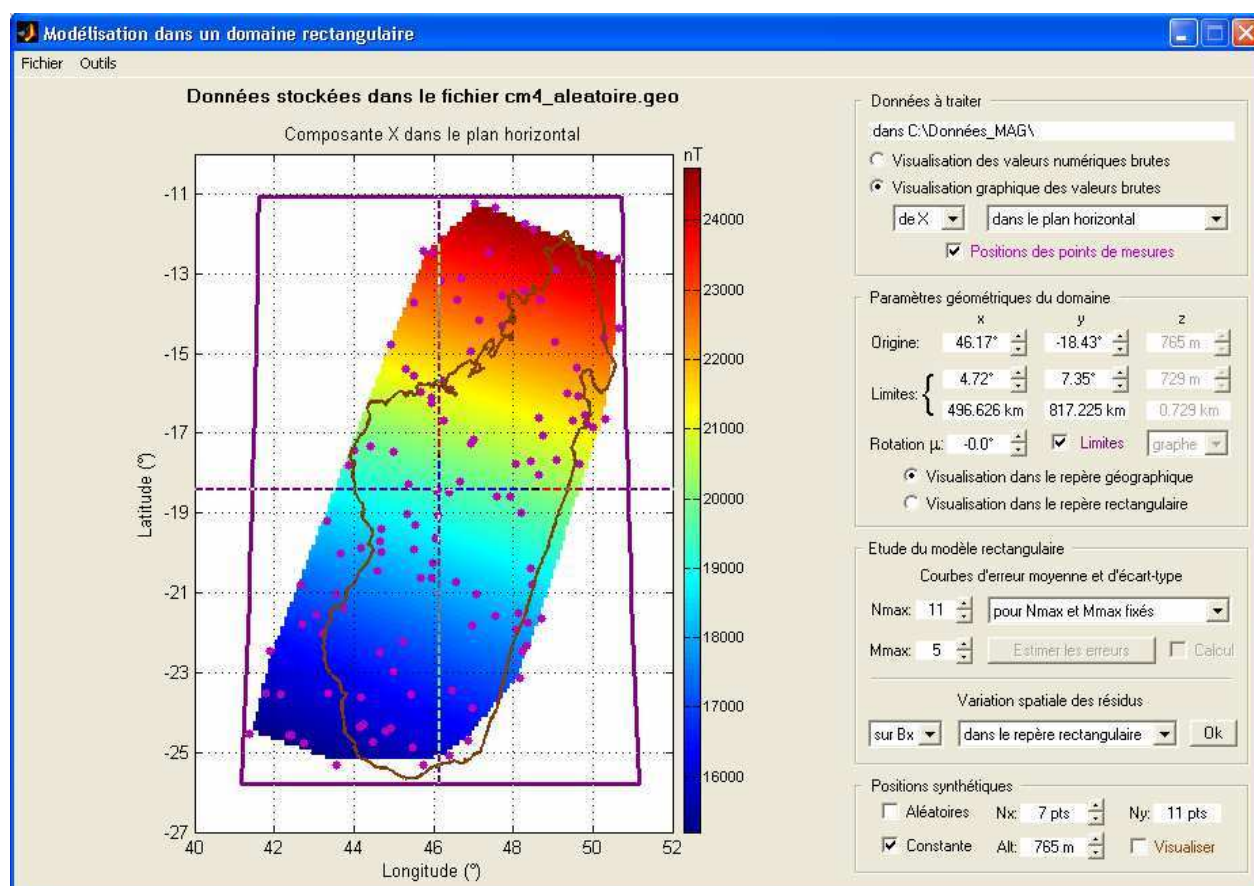 Modélisation dans un domaine rectangulaire
Fichier Outils
Données stockées dans le fichier cm4_aleatoire.geo
Composante X dans le plan horizontal
nT
-11
-13
-15
-17
-19
-21
-23
-25
-27
Latitude (°)
40 42 44 46 48 50 52
Longitude (°)
24000
23000
22000
21000
20000
19000
18000
17000
16000
Données à traiter
dans C:\Données_MAG\
Visualisation des valeurs numériques brutes
Visualisation graphique des valeurs brutes
de X dans le plan horizontal
Positions des points de mesures
Paramètres géométriques du domaine
x y z
Origine: 46.17° -18.43° 765 m
Limites: { 4.72° 7.35° 729 m
496.626 km 817.225 km 0.729 km
Rotation µ: -0.0° Limites graphe
Visualisation dans le repère géographique
Visualisation dans le repère rectangulaire
Etude du modèle rectangulaire
Courbes d'erreur moyenne et d'écart-type
Nmax: 11 pour Nmax et Mmax fixés
Mmax: 5 Estimer les erreurs Calcul
Variation spatiale des résidus
sur Bx dans le repère rectangulaire Ok
Positions synthétiques
Aléatoires Nx: 7 pts Ny: 11 pts
Constante Alt: 765 m Visualiser